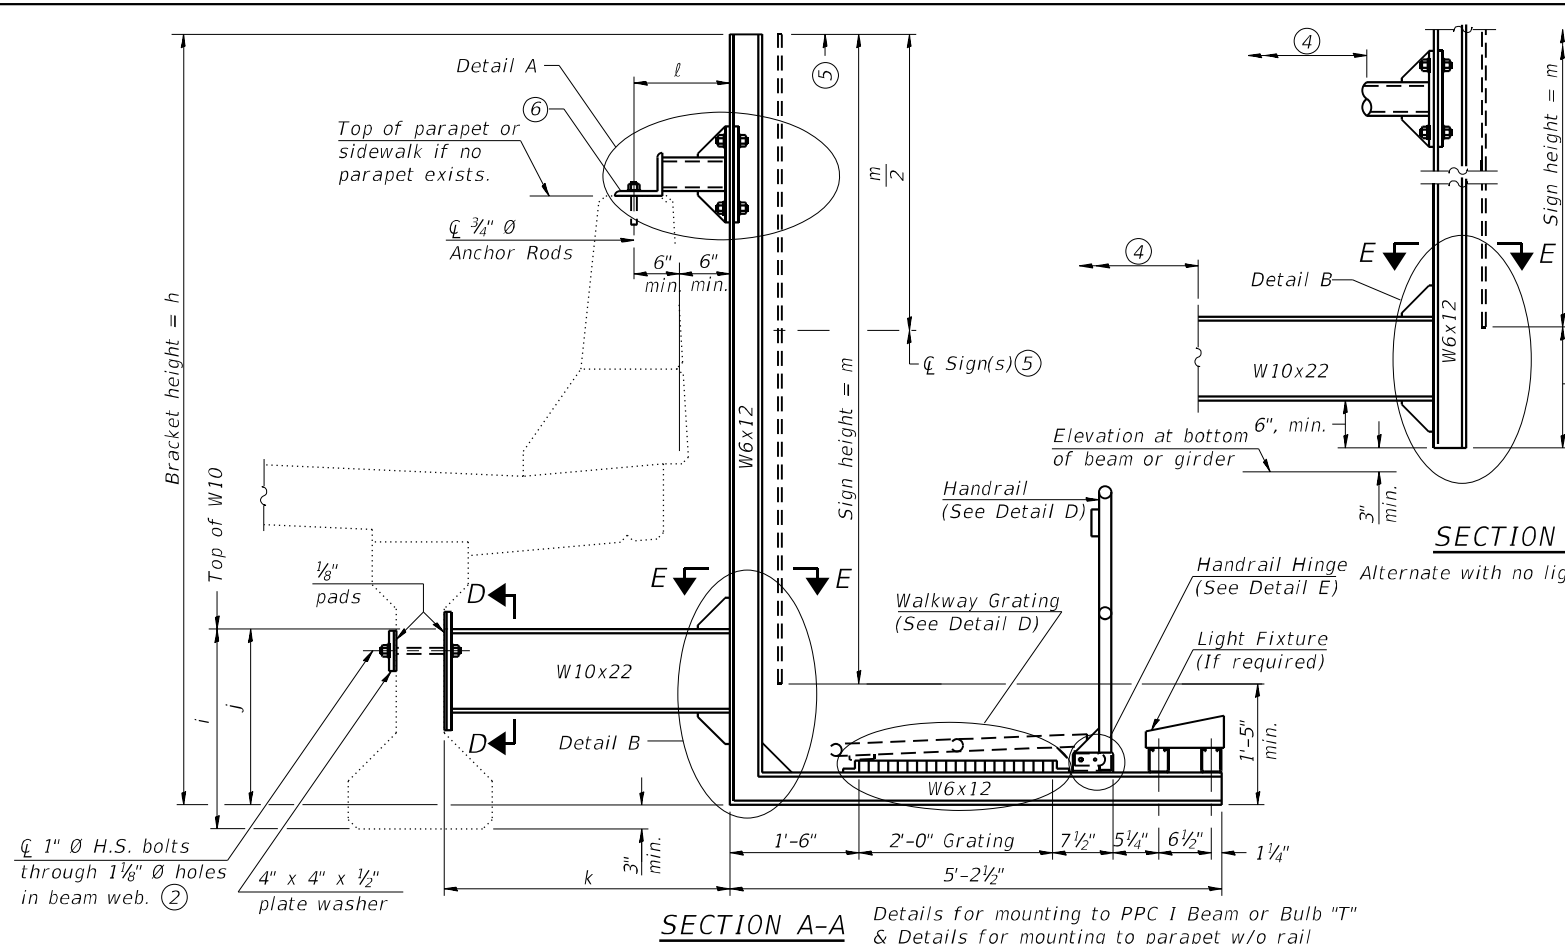 Detail A
ℓ
5
4
6
Top of parapet or
sidewalk if no
parapet exists.
℄ ¾" Ø
Anchor Rods
6"
min.
6"
min.
m
2
Sign height = m
Bracket height = h
℄ Sign(s) 5
Sign height = m
W6x12
4
E
E
Detail B
W10x22
W6x12
6", min.
Elevation at bottom
of beam or girder
3"
min.
SECTION
Alternate with no lig
Top of W10
⅛"
pads
D
D
E
E
W10x22
Detail B
i
j
Handrail
(See Detail D)
Walkway Grating
(See Detail D)
Handrail Hinge
(See Detail E)
Light Fixture
(If required)
1'-5"
min.
W6x12
℄ 1" Ø H.S. bolts
through 1⅛" Ø holes
in beam web. 2
4" x 4" x ½"
plate washer
3"
min.
k
1'-6"
2'-0" Grating
7½"
5¼"
6½"
1¼"
5'-2½"
SECTION A-A
Details for mounting to PPC I Beam or Bulb "T"
& Details for mounting to parapet w/o rail